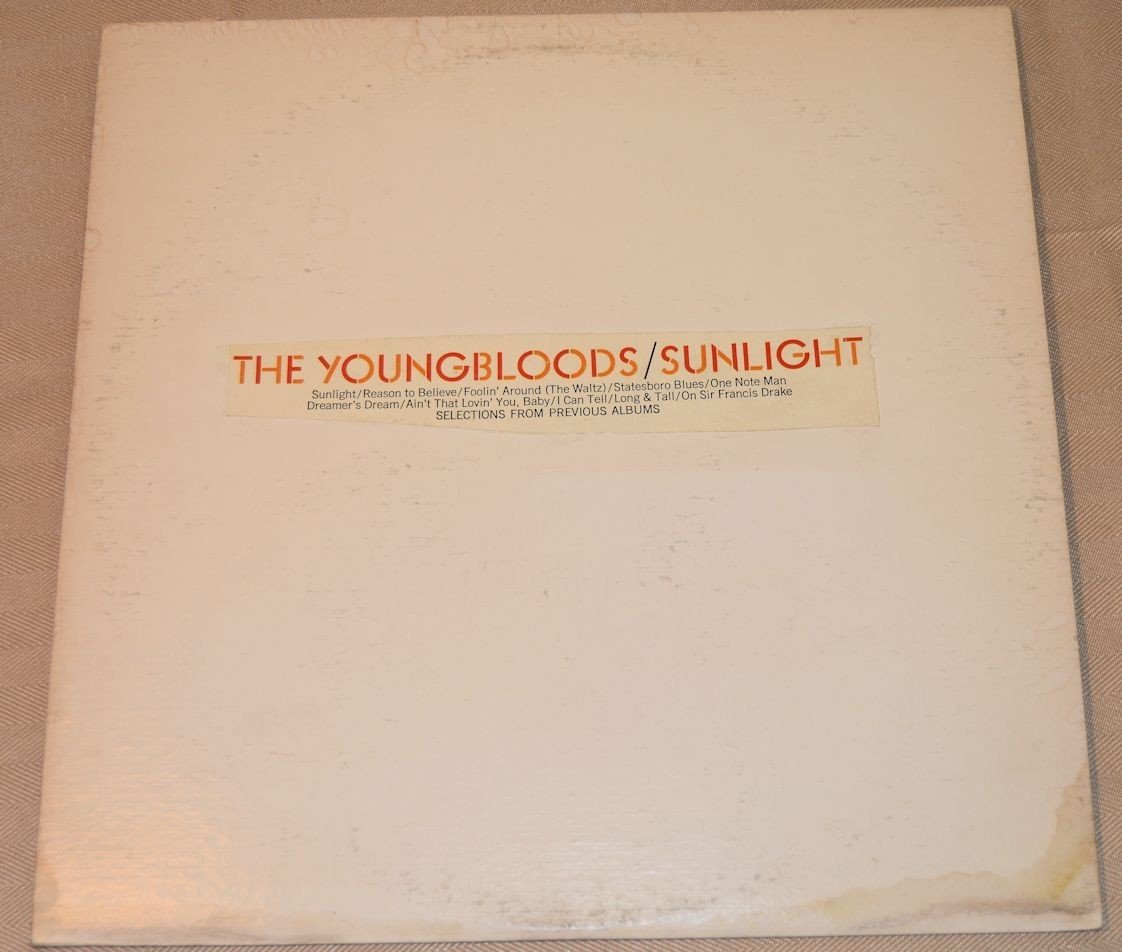 THE YOUNGBLOODS/SUNLIGHT
Sunlight/Reason to Believe/Foolin' Around (The Waltz)/Statesboro Blues/One Note Man
Dreamer's Dream/Ain't That Lovin' You, Baby/I Can Tell/Long & Tall/On Sir Francis Drake
SELECTIONS FROM PREVIOUS ALBUMS